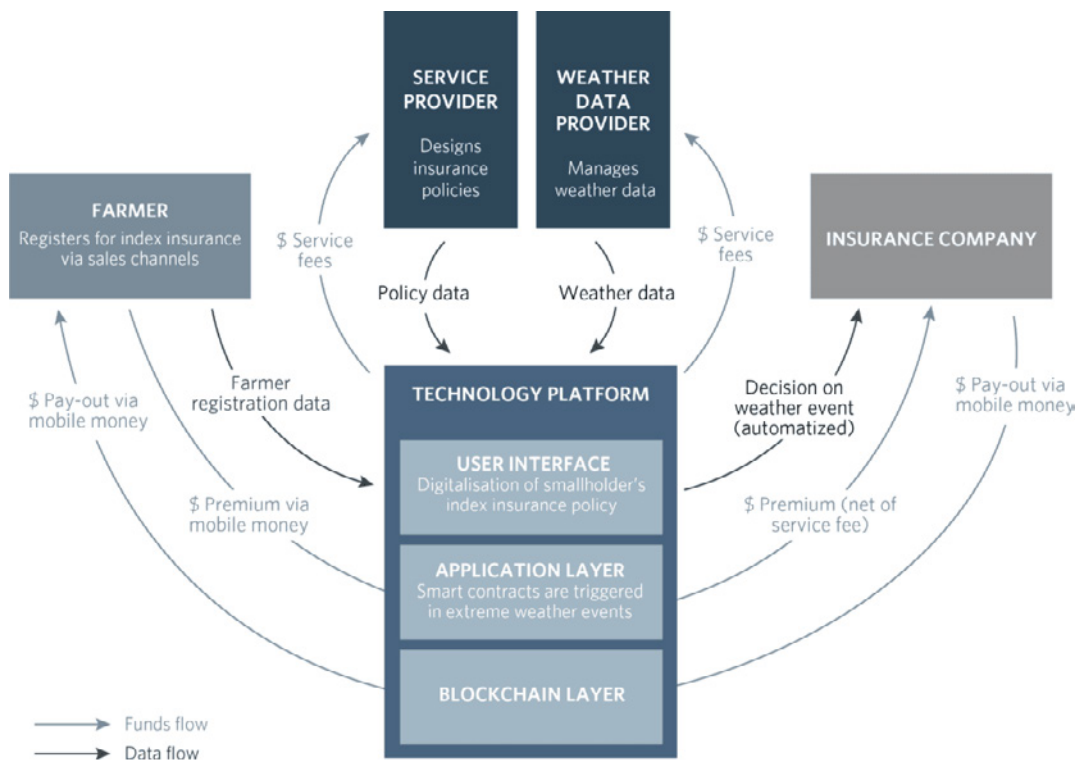 SERVICE
PROVIDER
Designs
insurance
policies
WEATHER
DATA
PROVIDER
Manages
weather data
FARMER
Registers for index insurance
via sales channels
$ Service
fees
$ Service
fees
INSURANCE COMPANY
Policy data
Weather data
TECHNOLOGY PLATFORM
Farmer
registration data
Decision on
weather event
(automatized)
$ Pay-out via
mobile money
$ Pay-out via
mobile money
USER INTERFACE
Digitalisation of smallholder's
index insurance policy
$ Premium via
mobile money
$ Premium (net of
service fee)
APPLICATION LAYER
Smart contracts are triggered
in extreme weather events
BLOCKCHAIN LAYER
Funds flow
Data flow